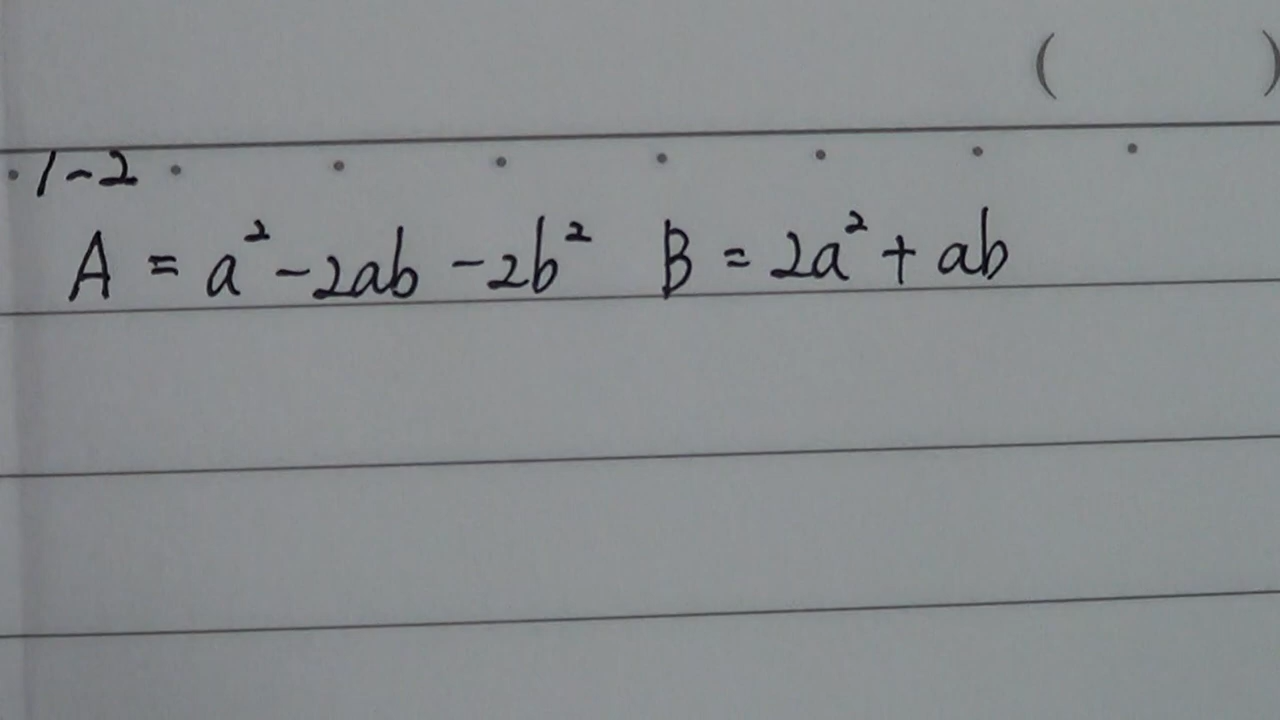 ( )
1-2
A = a² - 2ab - 2b² B = 2a² + ab